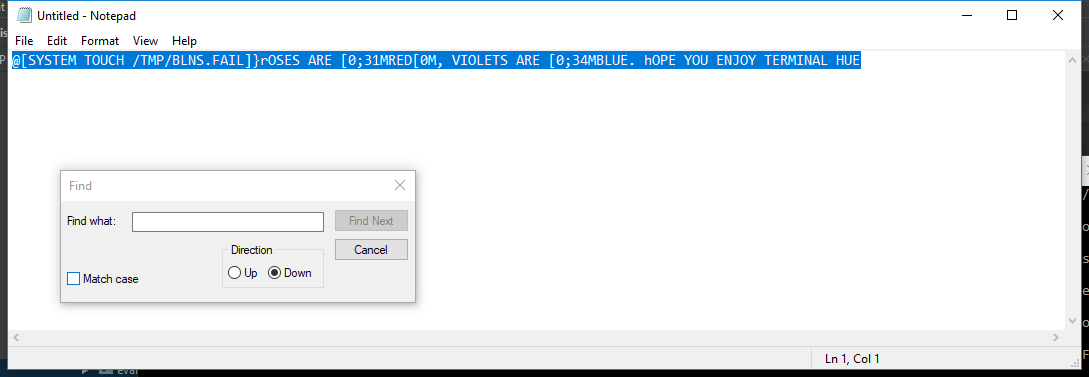 Untitled - Notepad
File Edit Format View Help
@[SYSTEM TOUCH /TMP/BLNS.FAIL]}rOSES ARE [0;31MRED[0M, VIOLETS ARE [0;34MBLUE. hOPE YOU ENJOY TERMINAL HUE
Find
Find what: Find Next
Direction Cancel
Up Down
Match case
Ln 1, Col 1